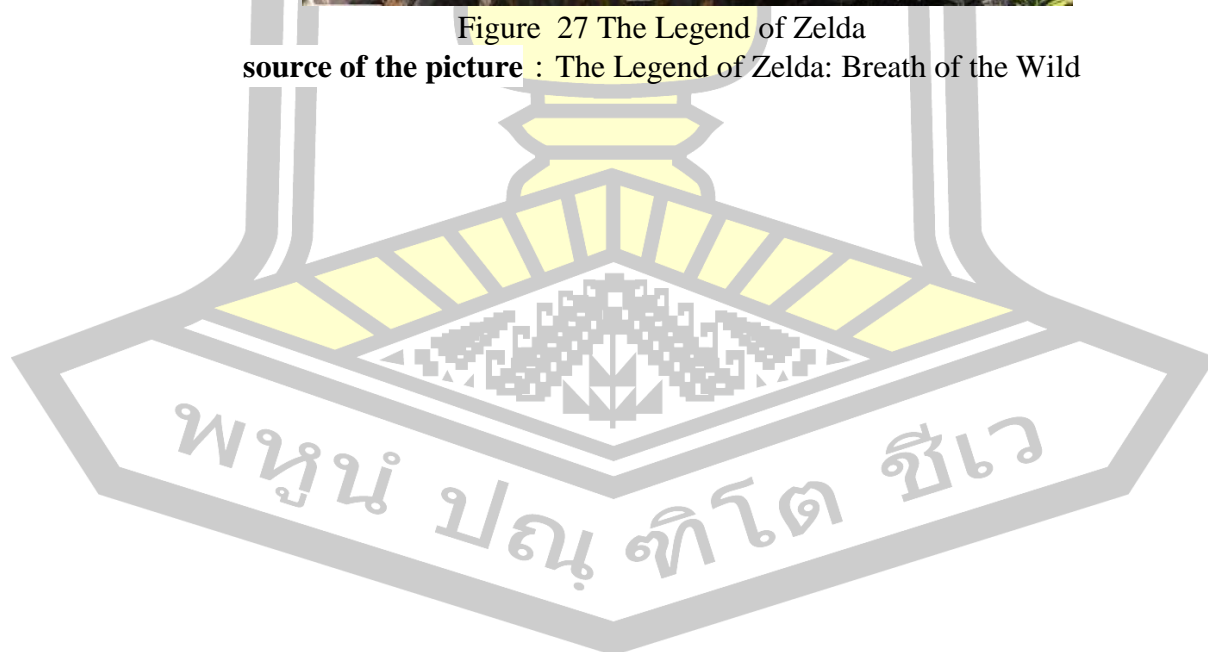 Figure 27 The Legend of Zelda
source of the picture : The Legend of Zelda: Breath of the Wild
พหูนํ ปณฺฑิโต ชีเว